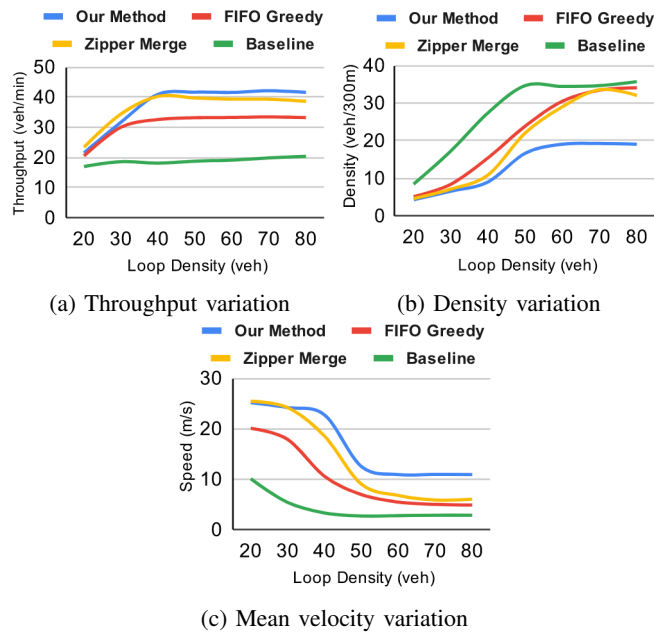 Our Method FIFO Greedy
Zipper Merge Baseline
Throughput (veh/min)
50
40
30
20
10
0
20 30 40 50 60 70 80
Loop Density (veh)
(a) Throughput variation
Our Method FIFO Greedy
Zipper Merge Baseline
Density (veh/300m)
40
30
20
10
0
20 30 40 50 60 70 80
Loop Density (veh)
(b) Density variation
Our Method FIFO Greedy
Zipper Merge Baseline
Speed (m/s)
30
20
10
0
20 30 40 50 60 70 80
Loop Density (veh)
(c) Mean velocity variation